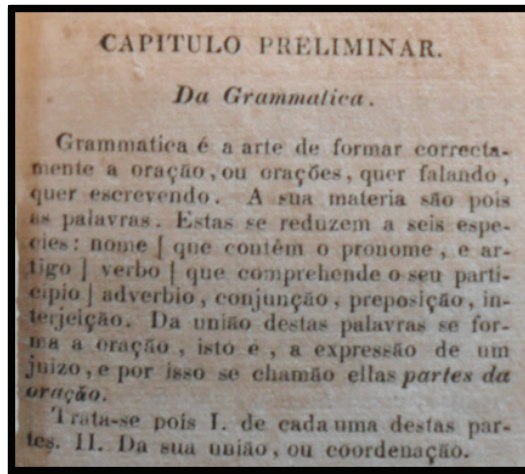 CAPITULO PRELIMINAR.
Da Grammatica.
Grammatica é a arte de formar correcta-
mente a oração, ou orações, quer falando,
quer escrevendo. A sua materia são pois
as palavras. Estas se reduzem a seis espe-
cies: nome [ que contém o pronome, e ar-
tigo ] verbo [ que comprehende o seu parti-
cipio ] adverbio, conjunção, preposição, in-
terjeição. Da união destas palavras se for-
ma a oração, isto é, a expressão de um
juizo, e por isso se chamão ellas partes da
oração.
Trata-se pois I. de cada uma destas par-
tes. II. Da sua união, ou coordenação.